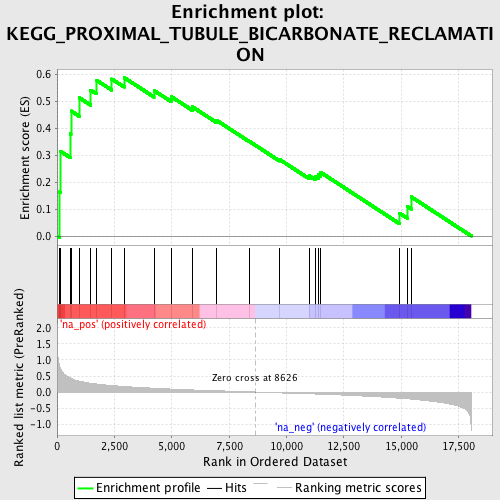 Enrichment plot:
KEGG_PROXIMAL_TUBULE_BICARBONATE_RECLAMATI
ON
Enrichment score (ES)
0.6
0.5
0.4
0.3
0.2
0.1
0.0
'na_pos' (positively correlated)
Ranked list metric (PreRanked)
2.0
1.5
1.0
0.5
0.0
-0.5
-1.0
Zero cross at 8626
'na_neg' (negatively correlated)
0 2,500 5,000 7,500 10,000 12,500 15,000 17,500
Rank in Ordered Dataset
Enrichment profile Hits Ranking metric scores